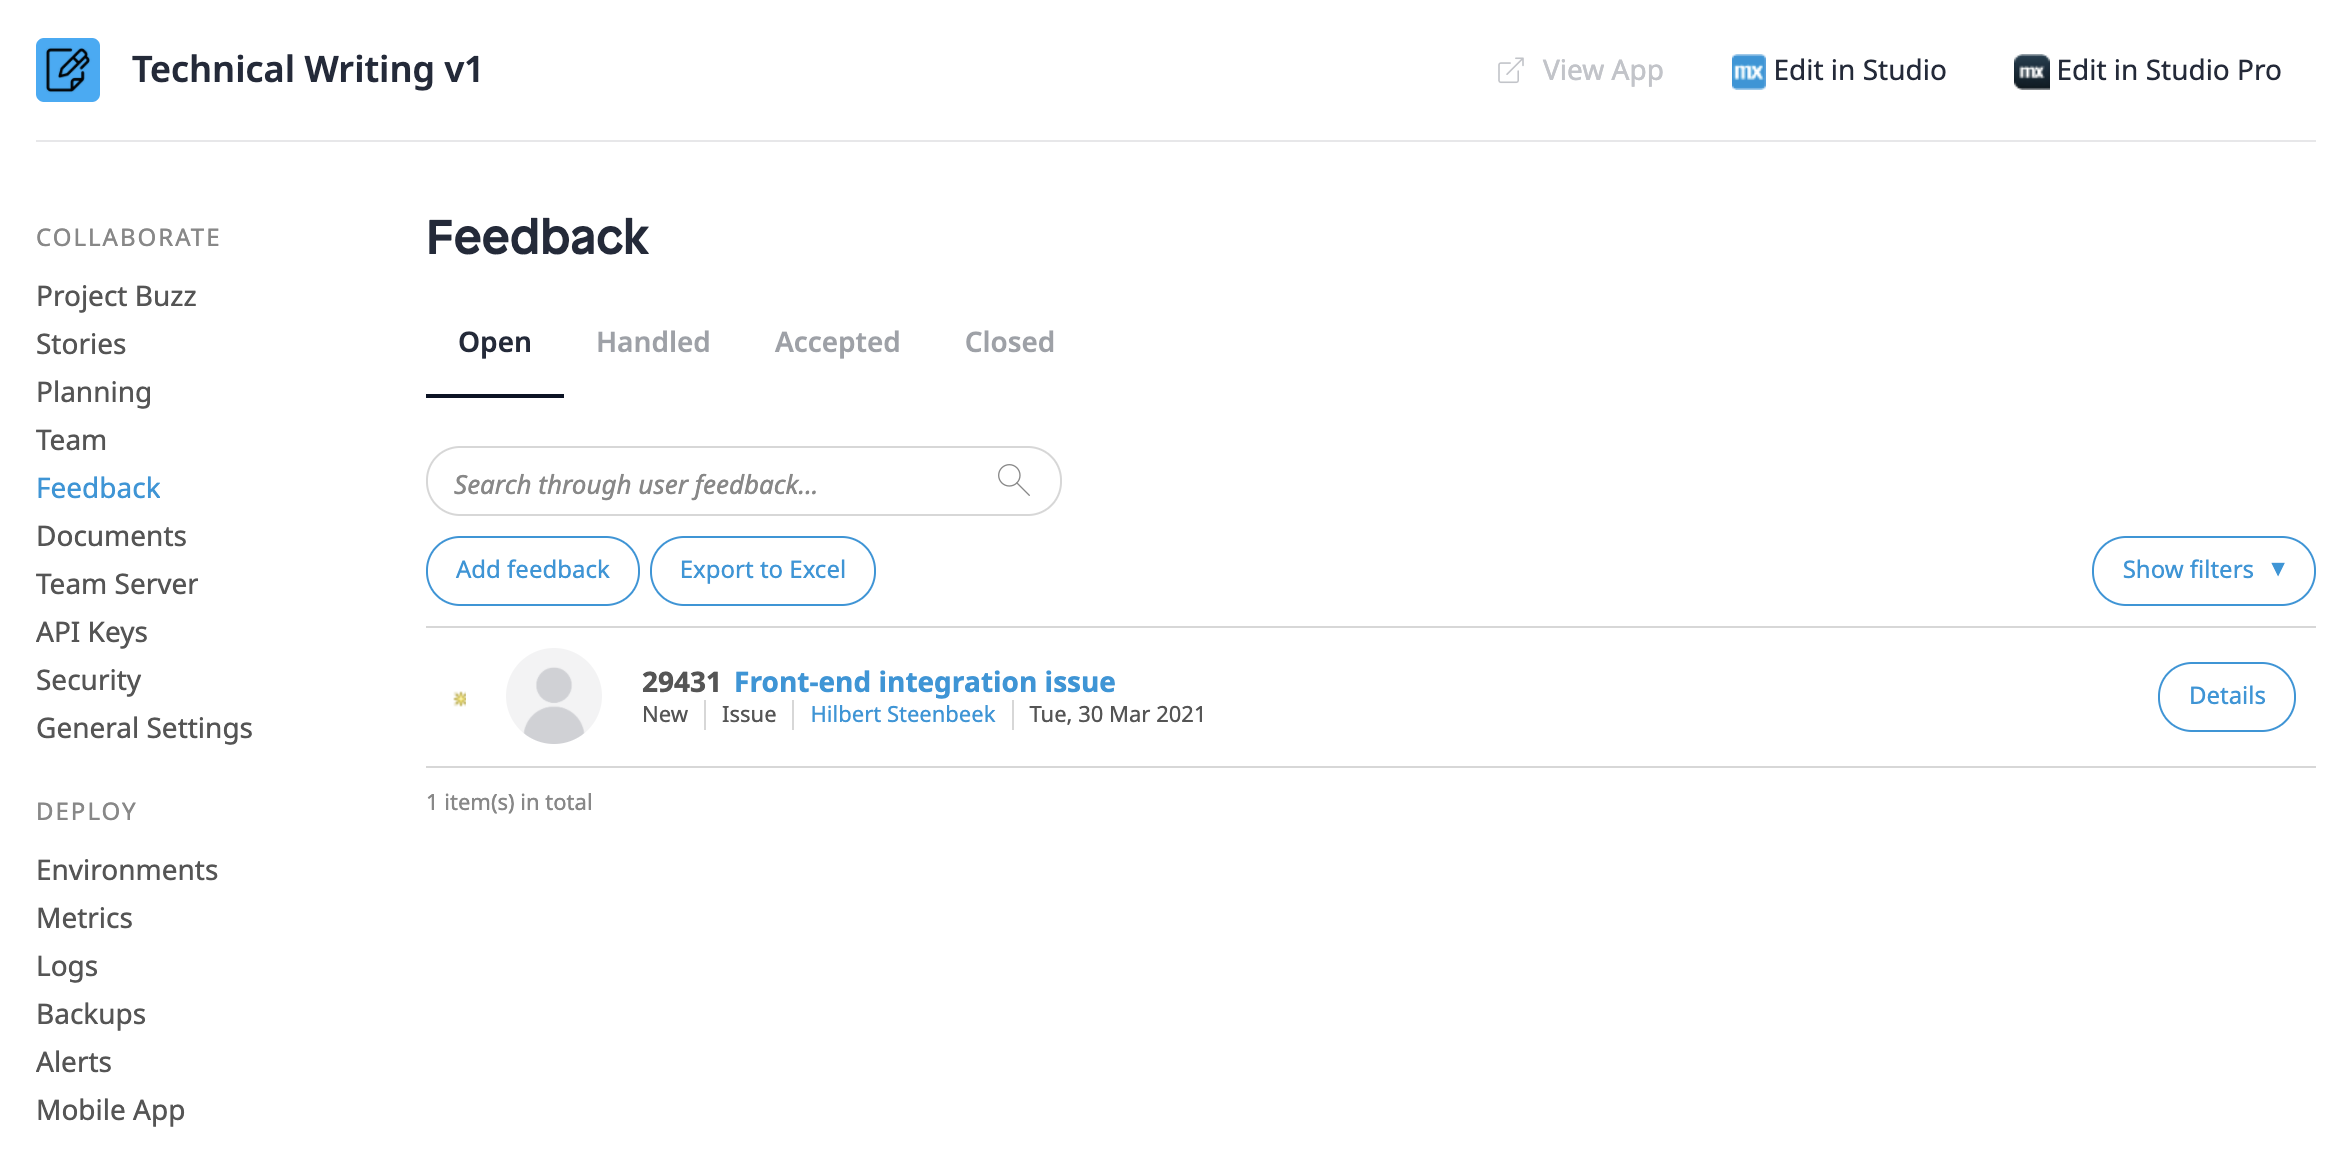 Technical Writing v1
View App
mx Edit in Studio
mx Edit in Studio Pro
COLLABORATE
Project Buzz
Stories
Planning
Team
Feedback
Documents
Team Server
API Keys
Security
General Settings
DEPLOY
Environments
Metrics
Logs
Backups
Alerts
Mobile App
Feedback
Open Handled Accepted Closed
Search through user feedback...
Add feedback Export to Excel Show filters ▼
29431 Front-end integration issue
New Issue Hilbert Steenbeek Tue, 30 Mar 2021
Details
1 item(s) in total